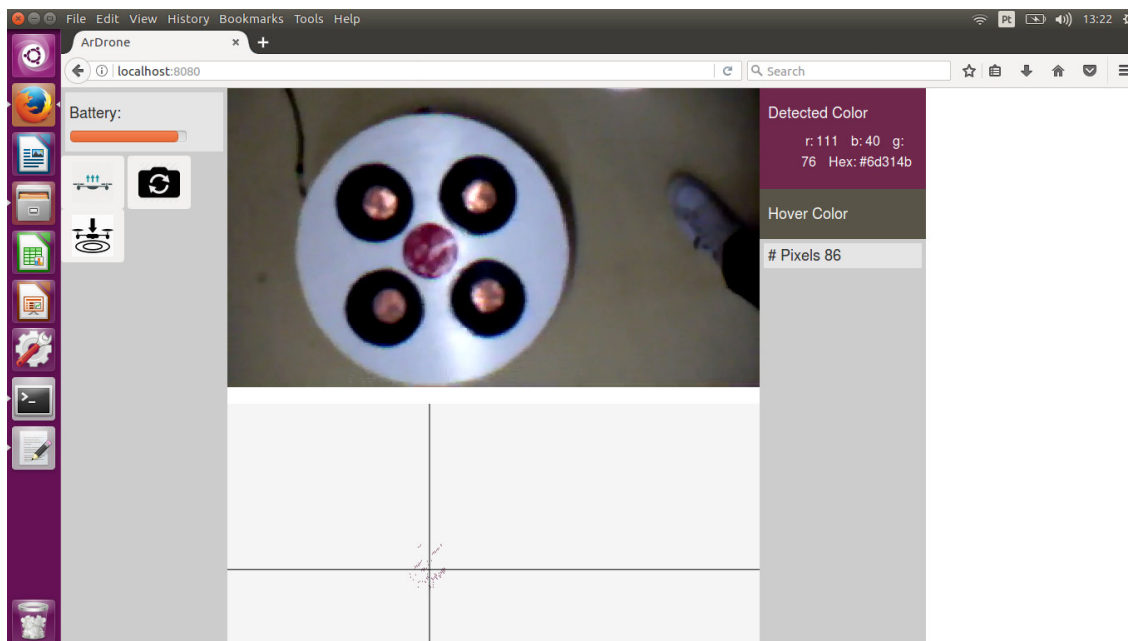 File Edit View History Bookmarks Tools Help
Pt
13:22
ArDrone
localhost:8080
Search
Battery:
Detected Color
r: 111 b: 40 g:
76 Hex: #6d314b
Hover Color
# Pixels 86